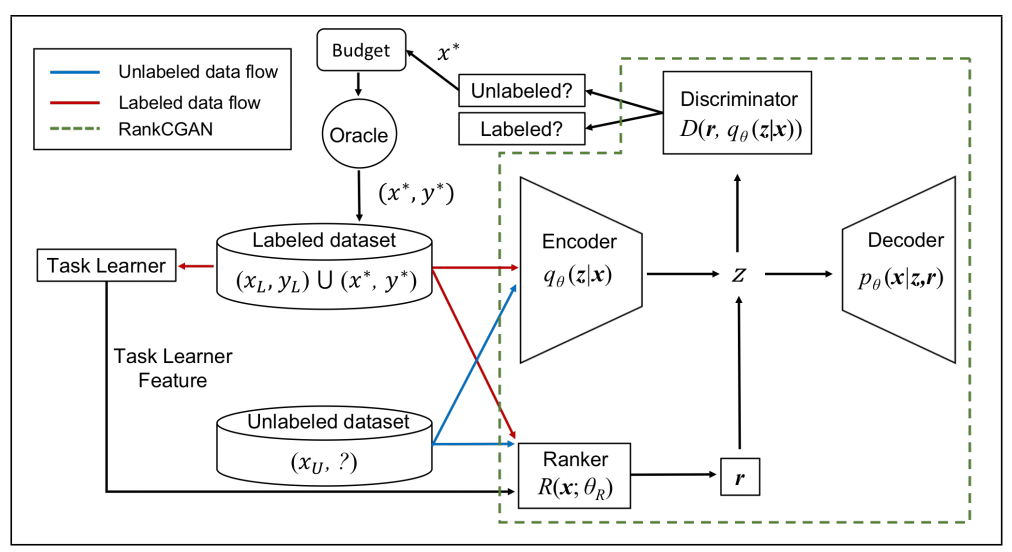 Budget
x*
Unlabeled data flow
Labeled data flow
RankCGAN
Unlabeled?
Labeled?
Discriminator
D(r, qθ(z|x))
Oracle
(x*, y*)
Labeled dataset
(xL, yL) ∪ (x*, y*)
Task Learner
Encoder
qθ(z|x)
z
Decoder
pθ(x|z,r)
Task Learner
Feature
Unlabeled dataset
(xU, ?)
Ranker
R(x; θR)
r